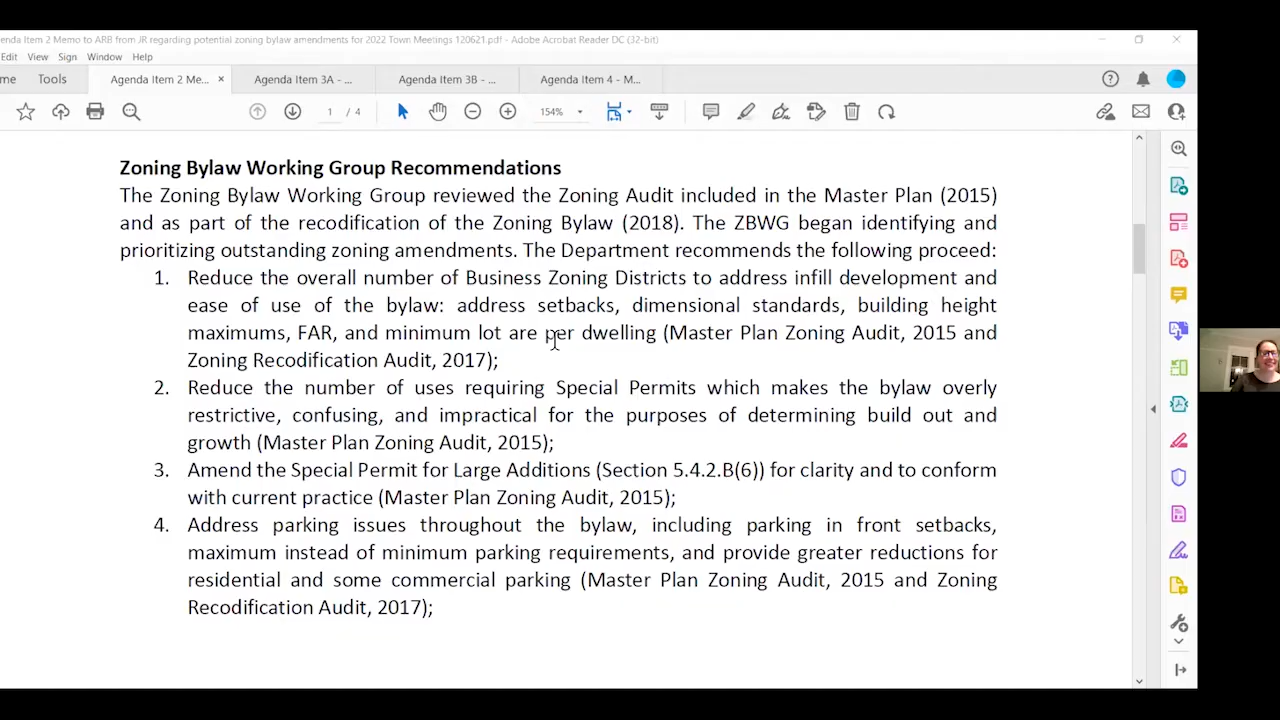 enda Item 2 Memo to ARB from JR regarding potential zoning bylaw amendments for 2022 Town Meetings 120621.pdf - Adobe Acrobat Reader DC (32-bit)
Edit View Sign Window Help
me Tools Agenda Item 2 Me... × Agenda Item 3A - ... Agenda Item 3B - ... Agenda Item 4 - M...
1 / 4 154%
Zoning Bylaw Working Group Recommendations
The Zoning Bylaw Working Group reviewed the Zoning Audit included in the Master Plan (2015)
and as part of the recodification of the Zoning Bylaw (2018). The ZBWG began identifying and
prioritizing outstanding zoning amendments. The Department recommends the following proceed:
1. Reduce the overall number of Business Zoning Districts to address infill development and
ease of use of the bylaw: address setbacks, dimensional standards, building height
maximums, FAR, and minimum lot are per dwelling (Master Plan Zoning Audit, 2015 and
Zoning Recodification Audit, 2017);
2. Reduce the number of uses requiring Special Permits which makes the bylaw overly
restrictive, confusing, and impractical for the purposes of determining build out and
growth (Master Plan Zoning Audit, 2015);
3. Amend the Special Permit for Large Additions (Section 5.4.2.B(6)) for clarity and to conform
with current practice (Master Plan Zoning Audit, 2015);
4. Address parking issues throughout the bylaw, including parking in front setbacks,
maximum instead of minimum parking requirements, and provide greater reductions for
residential and some commercial parking (Master Plan Zoning Audit, 2015 and Zoning
Recodification Audit, 2017);